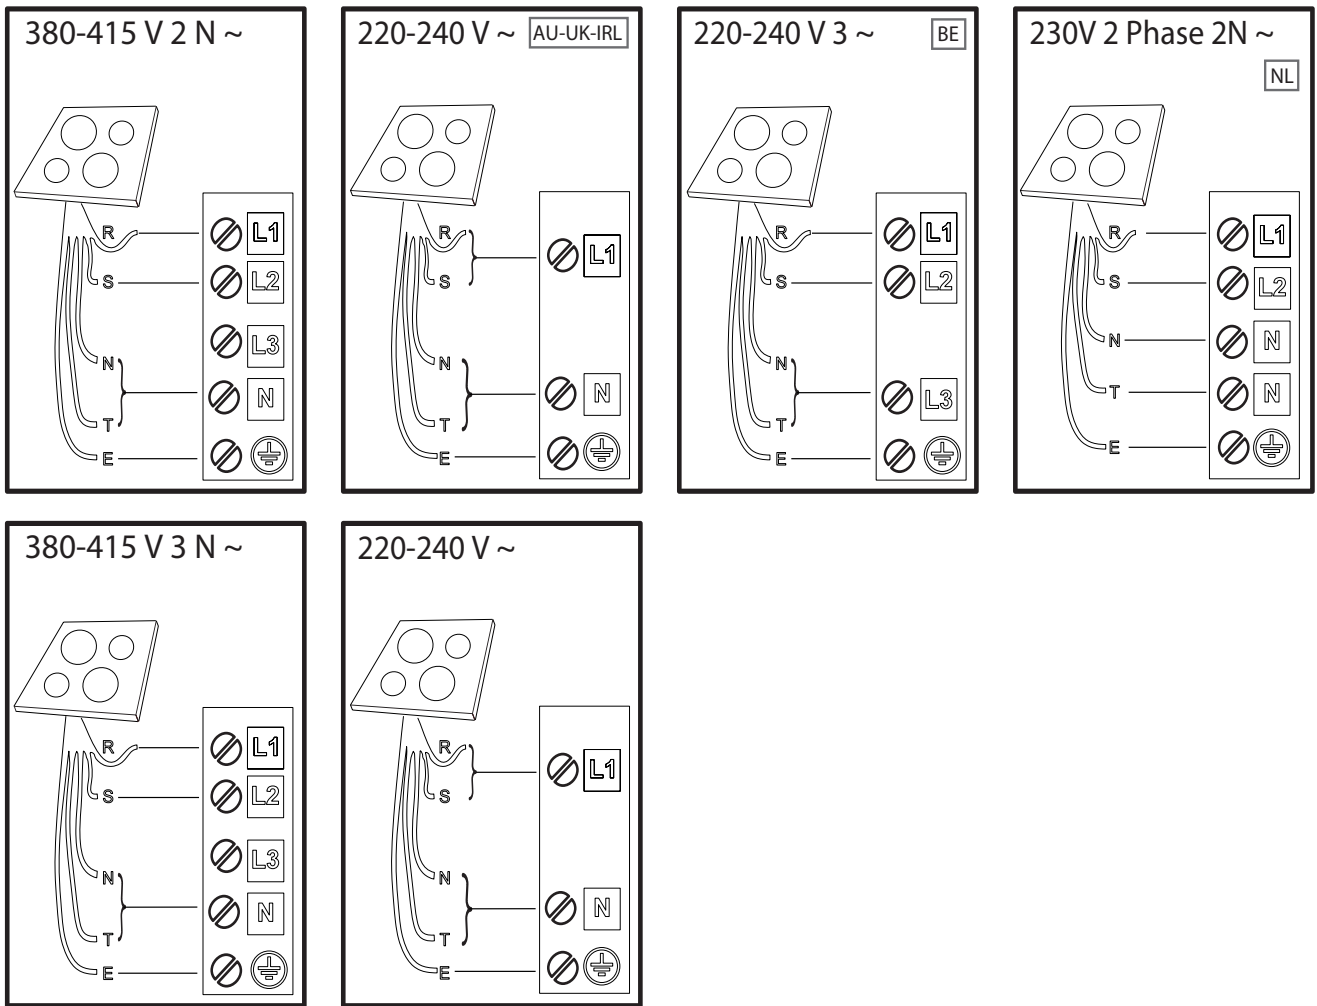 380-415 V 2 N ~
R L1
S L2
L3
N
N
T
E
220-240 V ~ AU-UK-IRL
R
L1
S
N
N
T
E
220-240 V 3 ~ BE
R L1
S L2
N
L3
T
E
230V 2 Phase 2N ~
NL
R L1
S L2
N N
T N
E
380-415 V 3 N ~
R L1
S L2
L3
N
N
T
E
220-240 V ~
R
L1
S
N
N
T
E